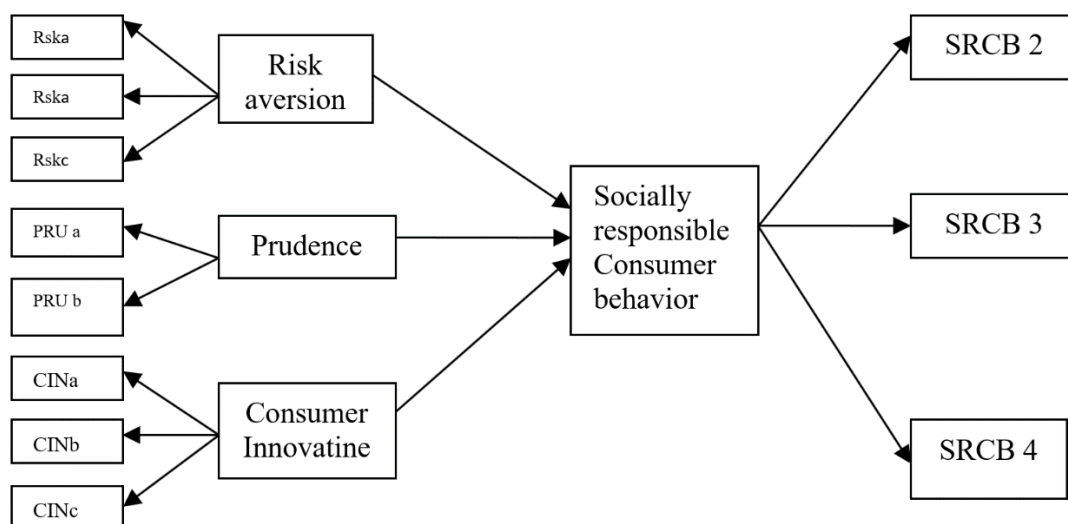 Rska
Rska
Rskc
PRU a
PRU b
CINa
CINb
CINc
Risk
aversion
Prudence
Consumer
Innovatine
Socially
responsible
Consumer
behavior
SRCB 2
SRCB 3
SRCB 4